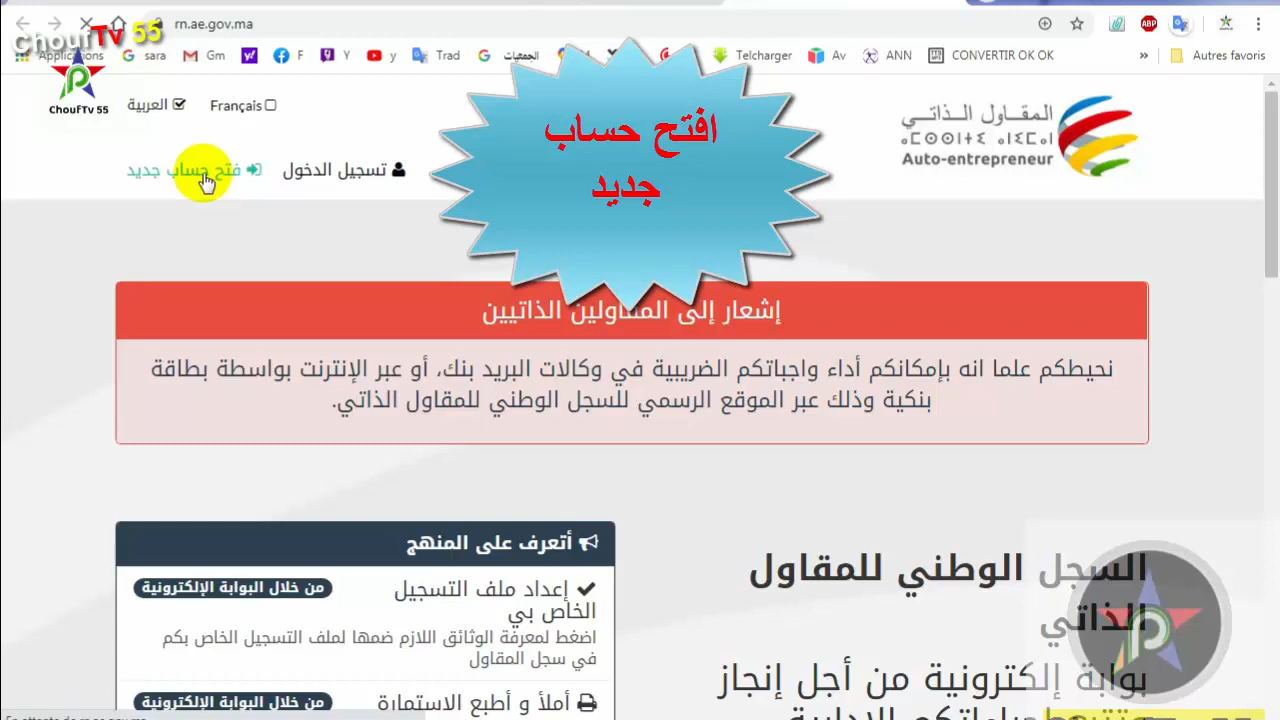 rn.ae.gov.ma
ChoufTv 55
Applications
sara
Gm
F
Y
y
Trad
الجمعيات
Telcharger
Av
ANN
CONVERTIR OK OK
»
Autres favoris
ChoufTv 55
العربية
Français
تسجيل الدخول
فتح حساب جديد
افتح حساب
جديد
المقاول الذاتي
Auto-entrepreneur
إشعار إلى المقاولين الذاتيين
نحيطكم علما انه بإمكانكم أداء واجباتكم الضريبية في وكالات البريد بنك، أو عبر الإنترنت بواسطة بطاقة
بنكية وذلك عبر الموقع الرسمي للسجل الوطني للمقاول الذاتي.
السجل الوطني للمقاول
الذاتي
بوابة إلكترونية من أجل إنجاز
أتعرف على المنهج
إعداد ملف التسجيل
الخاص بي
من خلال البوابة الإلكترونية
اضغط لمعرفة الوثائق اللازم ضمها لملف التسجيل الخاص بكم
في سجل المقاول
أملأ و أطبع الاستمارة
من خلال البوابة الإلكترونية